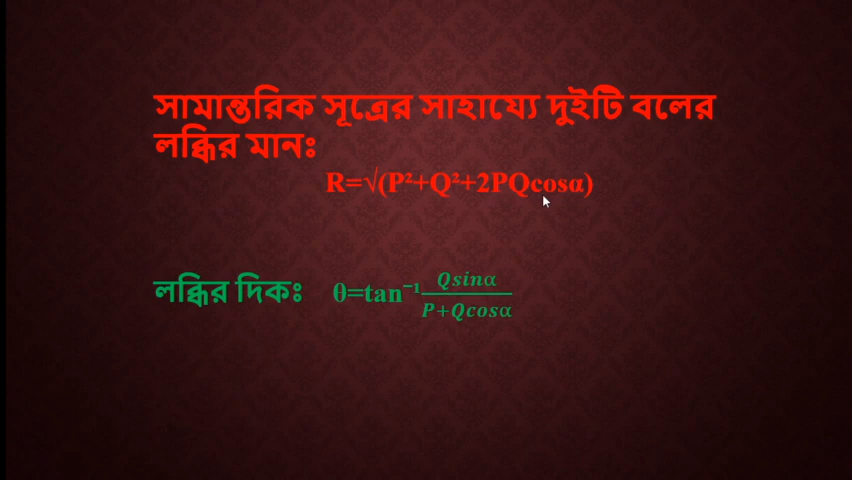 সামান্তরিক সূত্রের সাহায্যে দুইটি বলের
লব্ধির মানঃ
R=√(P²+Q²+2PQcosα)
লব্ধির দিকঃ θ=tan⁻¹ Qsinα / P+Qcosα